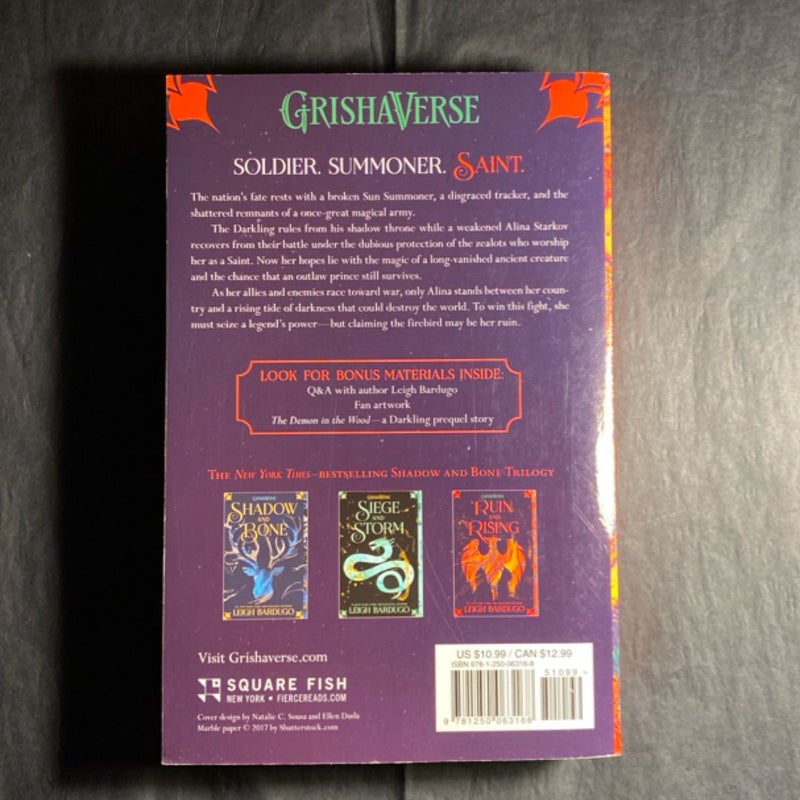 GRISHAVERSE
SOLDIER. SUMMONER. SAINT.
The nation's fate rests with a broken Sun Summoner, a disgraced tracker, and the
shattered remnants of a once-great magical army.
The Darkling rules from his shadow throne while a weakened Alina Starkov
recovers from their battle under the dubious protection of the zealots who worship
her as a Saint. Now her hopes lie with the magic of a long-vanished ancient creature
and the chance that an outlaw prince still survives.
As her allies and enemies race toward war, only Alina stands between her coun-
try and a rising tide of darkness that could destroy the world. To win this fight, she
must seize a legend's power—but claiming the firebird may be her ruin.
LOOK FOR BONUS MATERIALS INSIDE:
Q&A with author Leigh Bardugo
Fan artwork
The Demon in the Wood—a Darkling prequel story
THE New York Times–BESTSELLING SHADOW AND BONE TRILOGY
GRISHAVERSE
SHADOW
AND
BONE
LEIGH BARDUGO
GRISHAVERSE
SIEGE
AND
STORM
LEIGH BARDUGO
GRISHAVERSE
RUIN
AND
RISING
LEIGH BARDUGO
Visit Grishaverse.com
SQUARE FISH
NEW YORK • FIERCEREADS.COM
Cover design by Natalie C. Sousa and Ellen Duda
Marble paper © 2017 by Shutterstock.com
US $10.99 / CAN $12.99
ISBN 978-1-250-06316-8
51099 >
9 781250 063168